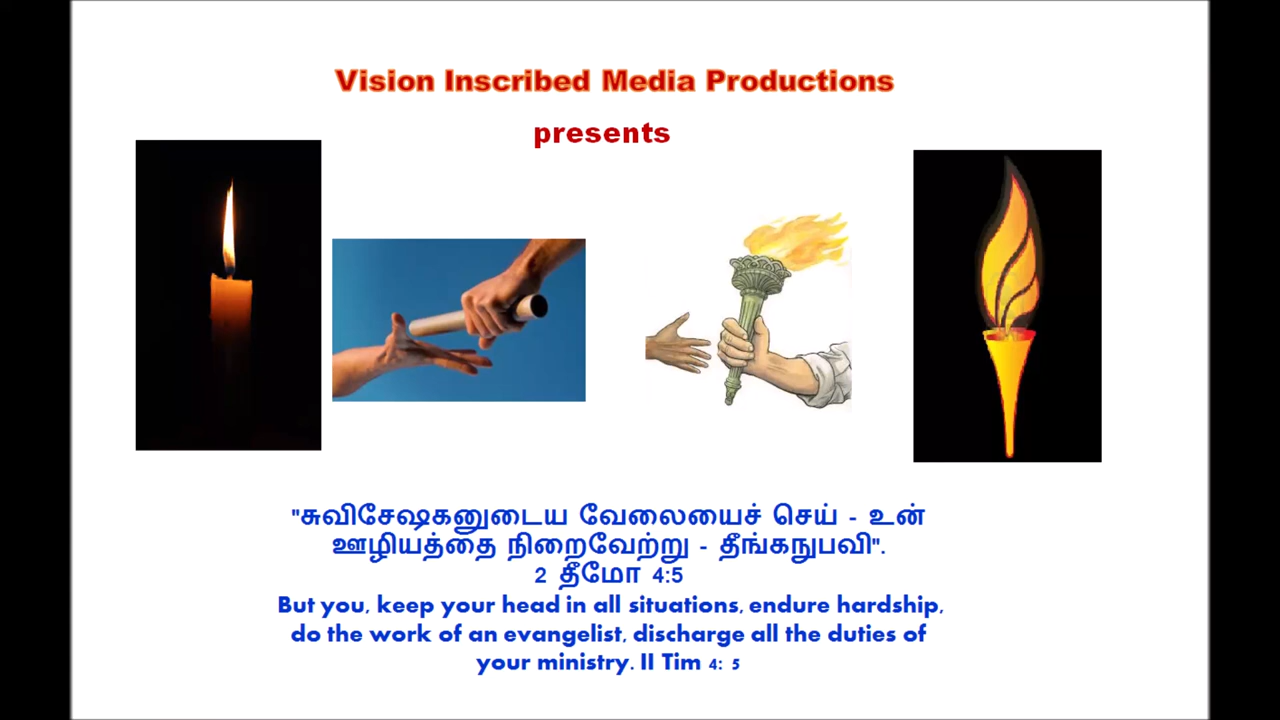 Vision Inscribed Media Productions
presents
"சுவிசேஷகனுடைய வேலையைச் செய் - உன்
ஊழியத்தை நிறைவேற்று - தீங்கநுபவி".
2 தீமோ 4:5
But you, keep your head in all situations, endure hardship,
do the work of an evangelist, discharge all the duties of
your ministry. II Tim 4: 5